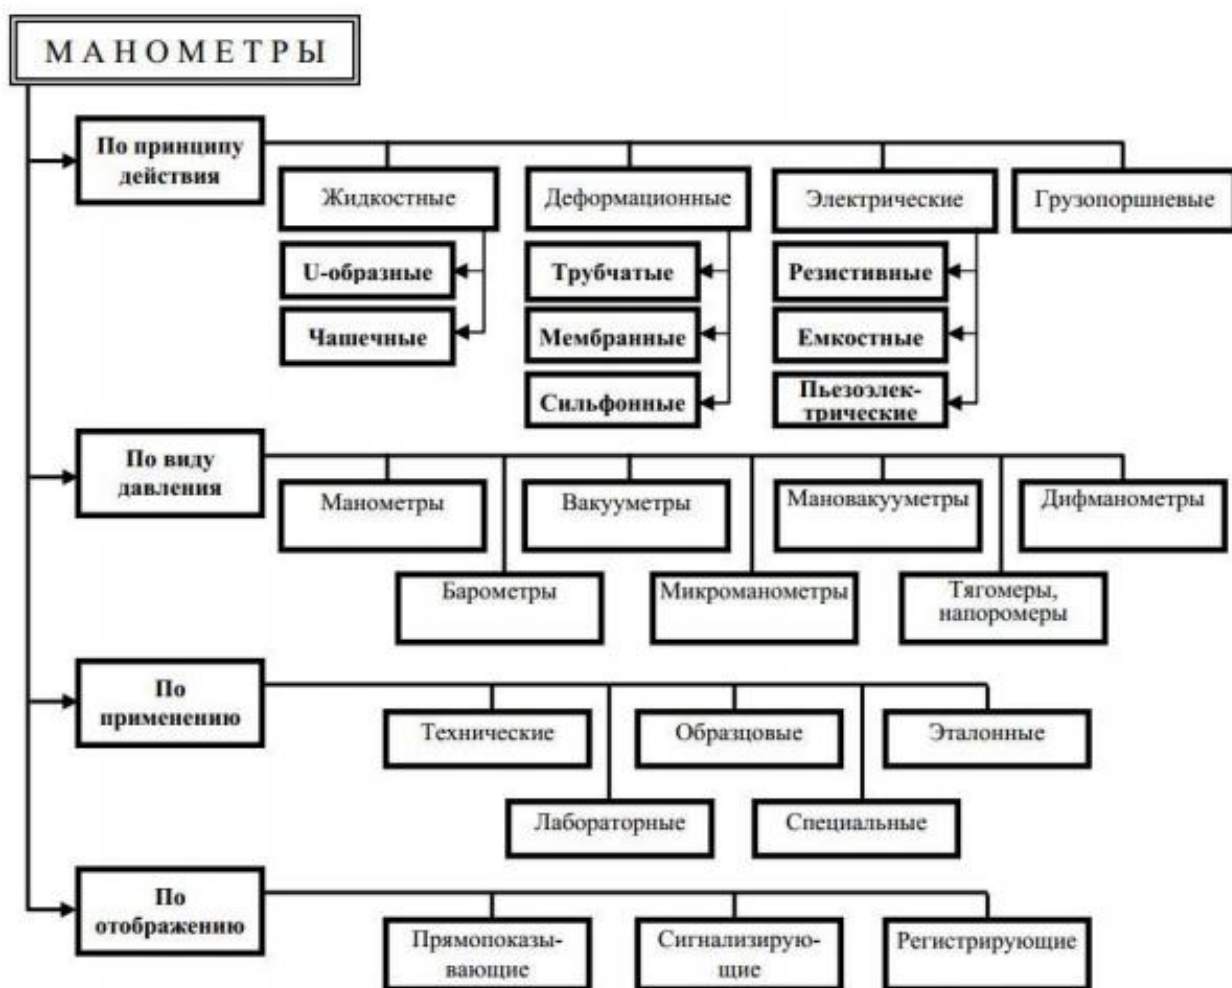 МАНОМЕТРЫ
По принципу
действия
Жидкостные
Деформационные
Электрические
Грузопоршневые
U-образные
Трубчатые
Резистивные
Чашечные
Мембранные
Емкостные
Сильфонные
Пьезоэлек-
трические
По виду
давления
Манометры
Вакууметры
Мановакууметры
Дифманометры
Барометры
Микроманометры
Тягомеры,
напоромеры
По
применению
Технические
Образцовые
Эталонные
Лабораторные
Специальные
По
отображению
Прямопоказы-
вающие
Сигнализирую-
щие
Регистрирующие